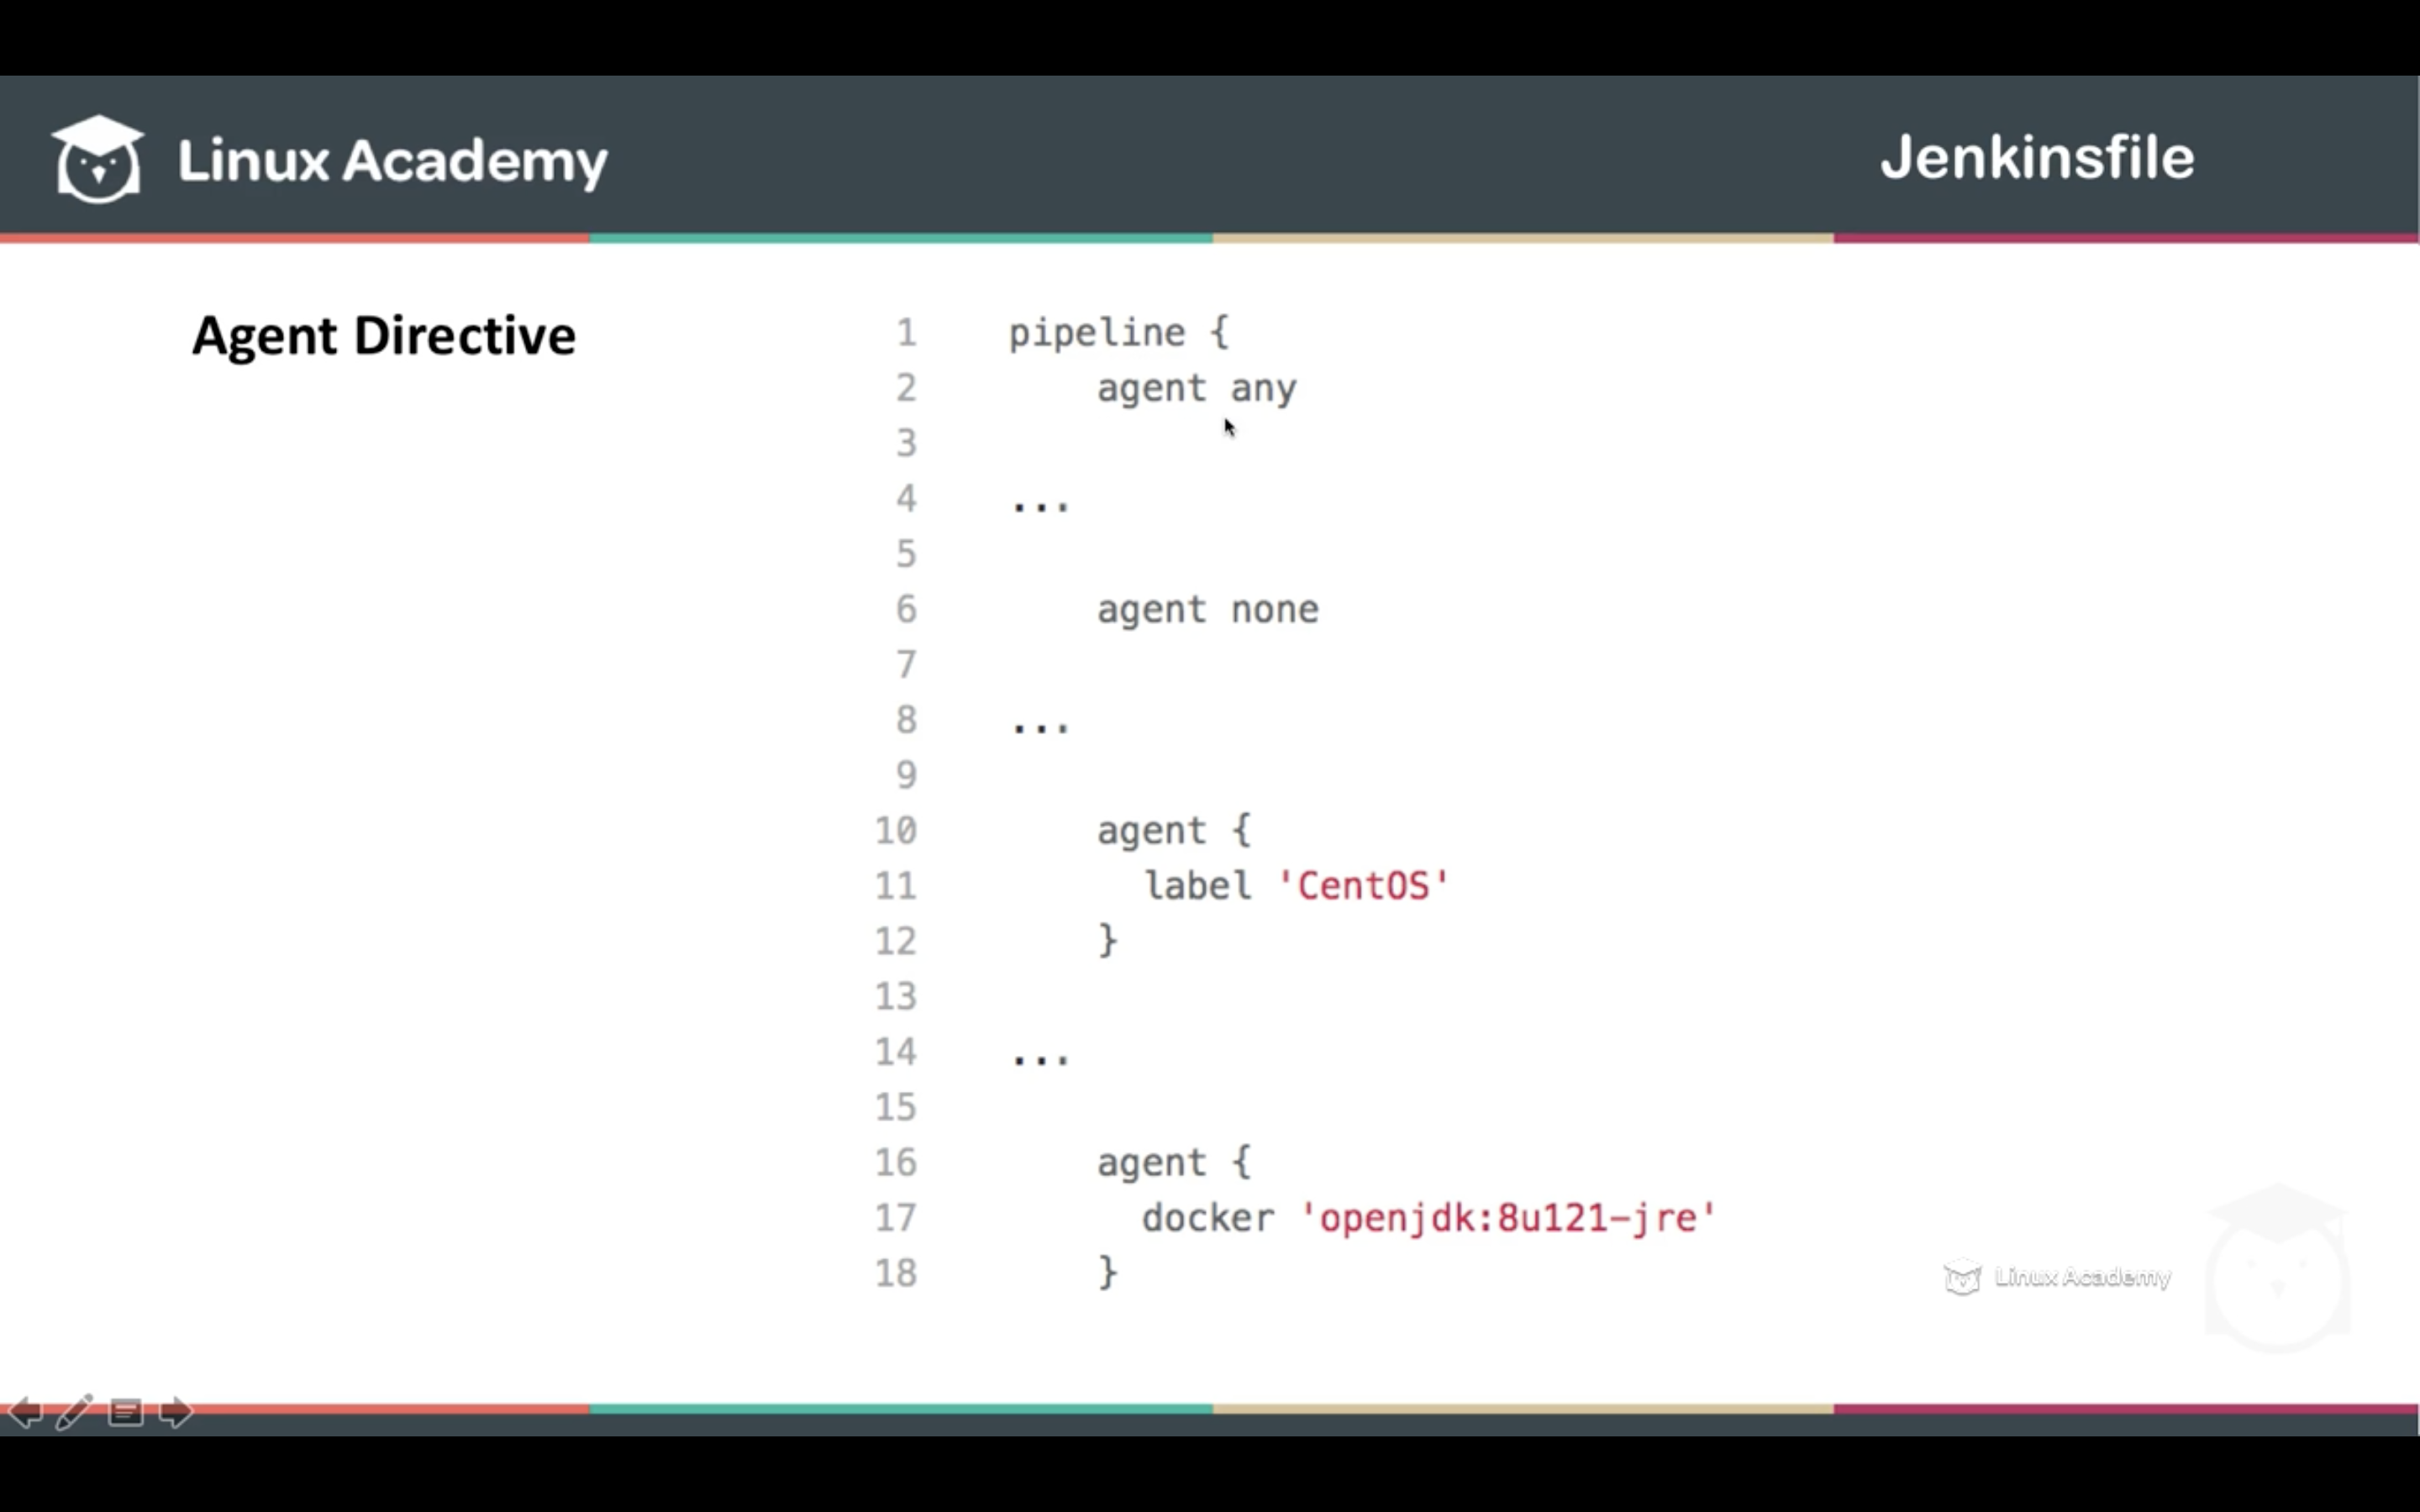 Linux Academy
Jenkinsfile
Agent Directive
1 pipeline {
2 agent any
3
4 ...
5
6 agent none
7
8 ...
9
10 agent {
11 label 'CentOS'
12 }
13
14 ...
15
16 agent {
17 docker 'openjdk:8u121-jre'
18 }
Linux Academy